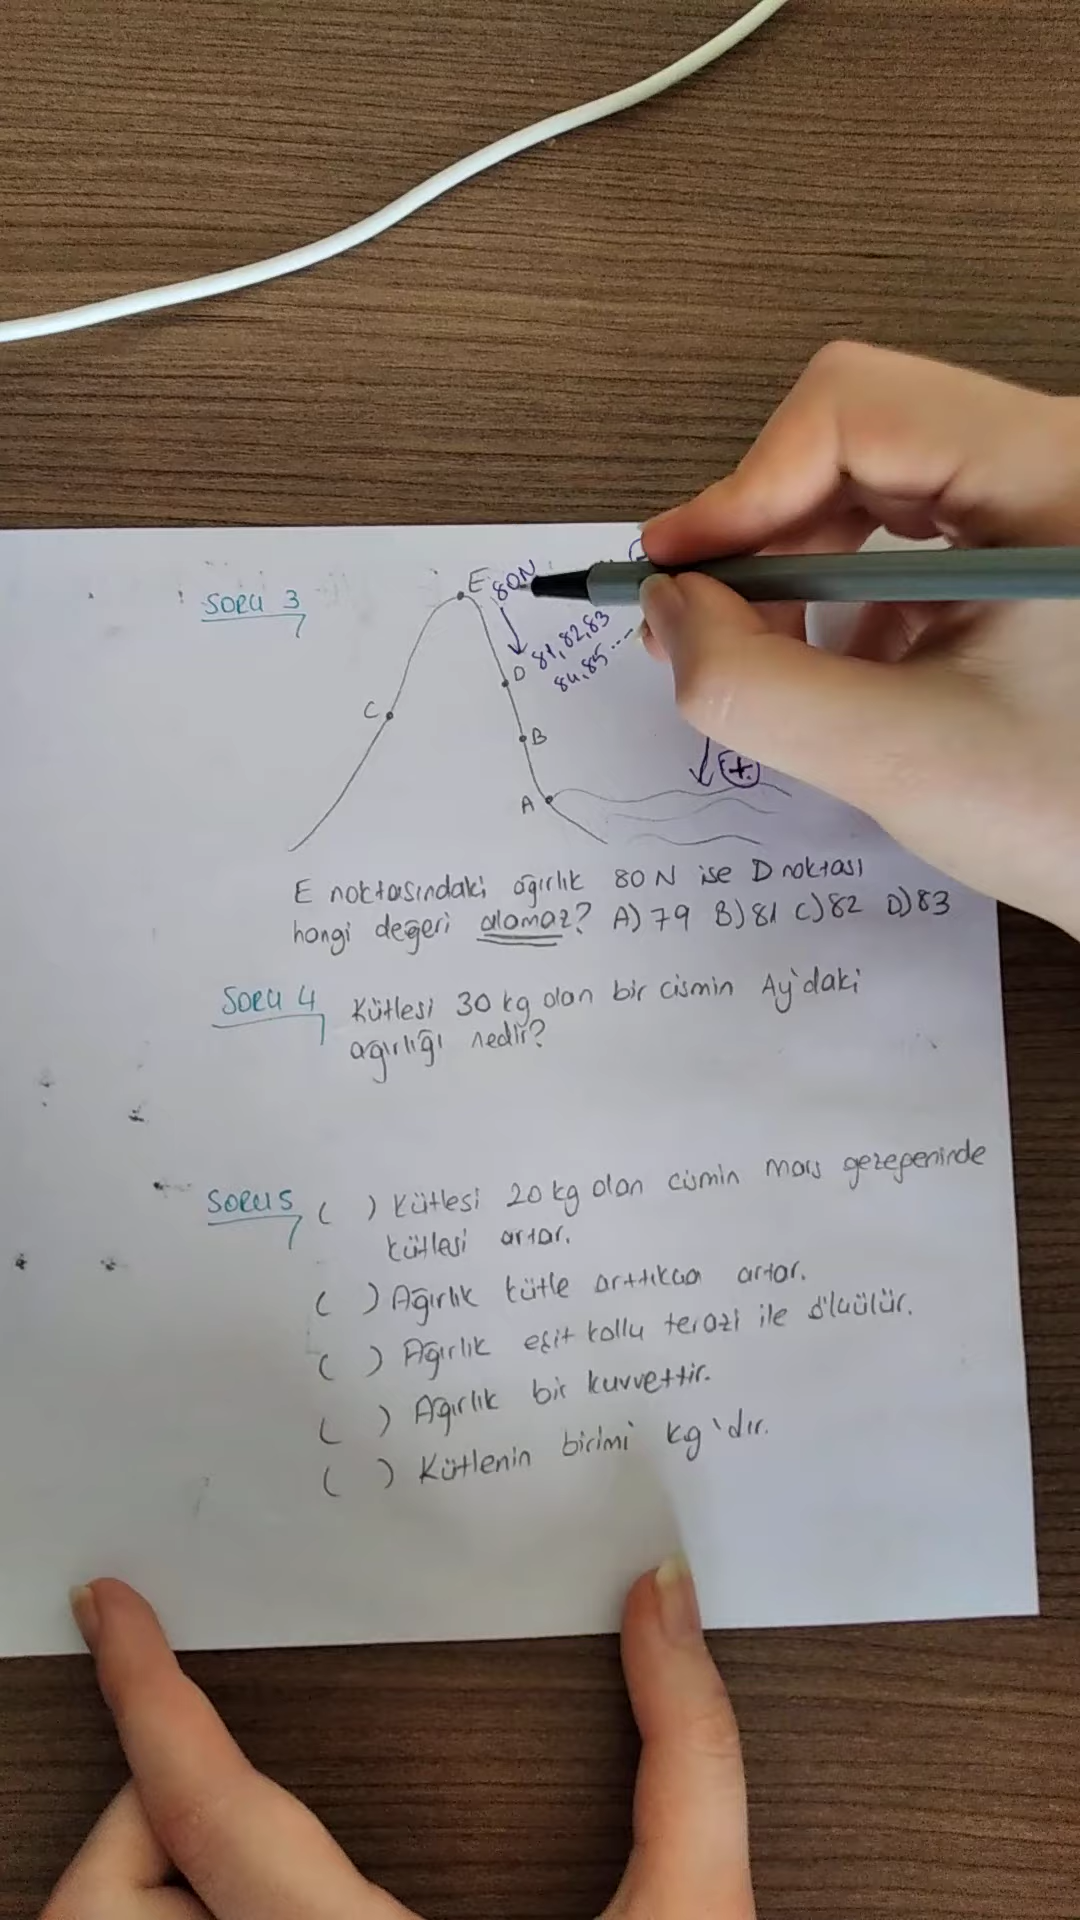 SORU 3
E 80N
D 81, 82, 83
84, 85 ...
C
B
A
+
E noktasındaki ağırlık 80 N ise D noktası
hangi değeri alamaz? A) 79 B) 81 C) 82 D) 83
SORU 4 Kütlesi 30 kg olan bir cismin Ay'daki
ağırlığı nedir?
SORU 5 ( ) Kütlesi 20 kg olan cismin Mars gezegeninde
kütlesi artar.
( ) Ağırlık kütle arttıkça artar.
( ) Ağırlık eşit kollu terazi ile ölçülür.
( ) Ağırlık bir kuvvettir.
( ) Kütlenin birimi kg'dır.